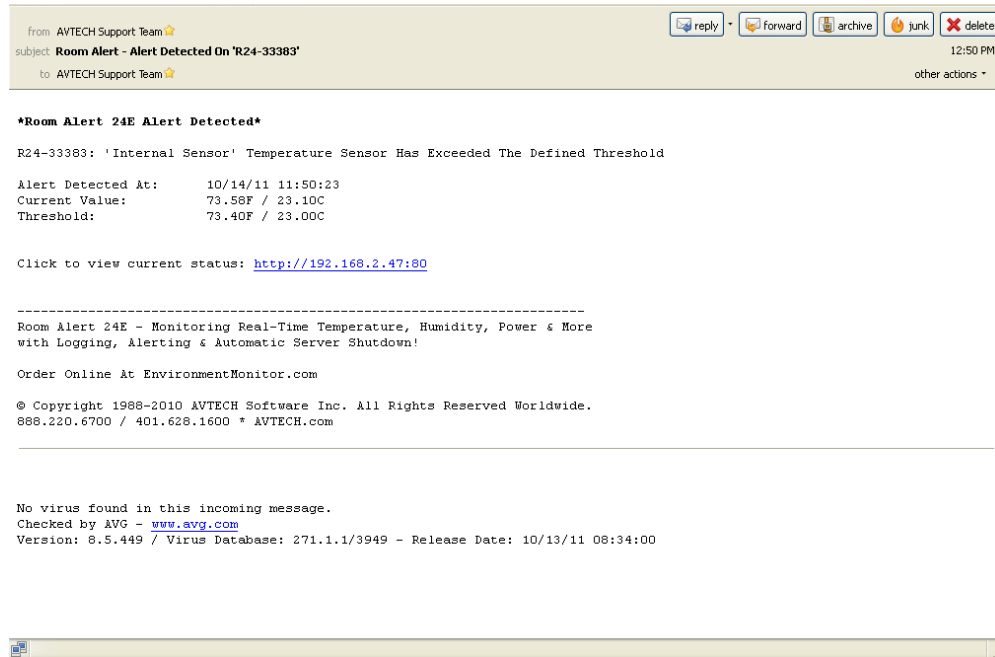 from AVTECH Support Team
reply forward archive junk delete
subject Room Alert - Alert Detected On 'R24-33383'
12:50 PM
to AVTECH Support Team
other actions
*Room Alert 24E Alert Detected*
R24-33383: 'Internal Sensor' Temperature Sensor Has Exceeded The Defined Threshold
Alert Detected At: 10/14/11 11:50:23
Current Value: 73.58F / 23.10C
Threshold: 73.40F / 23.00C
Click to view current status: http://192.168.2.47:80
------------------------------------------------------------------------
Room Alert 24E - Monitoring Real-Time Temperature, Humidity, Power & More
with Logging, Alerting & Automatic Server Shutdown!
Order Online At EnvironmentMonitor.com
© Copyright 1988-2010 AVTECH Software Inc. All Rights Reserved Worldwide.
888.220.6700 / 401.628.1600 * AVTECH.com
No virus found in this incoming message.
Checked by AVG - www.avg.com
Version: 8.5.449 / Virus Database: 271.1.1/3949 - Release Date: 10/13/11 08:34:00